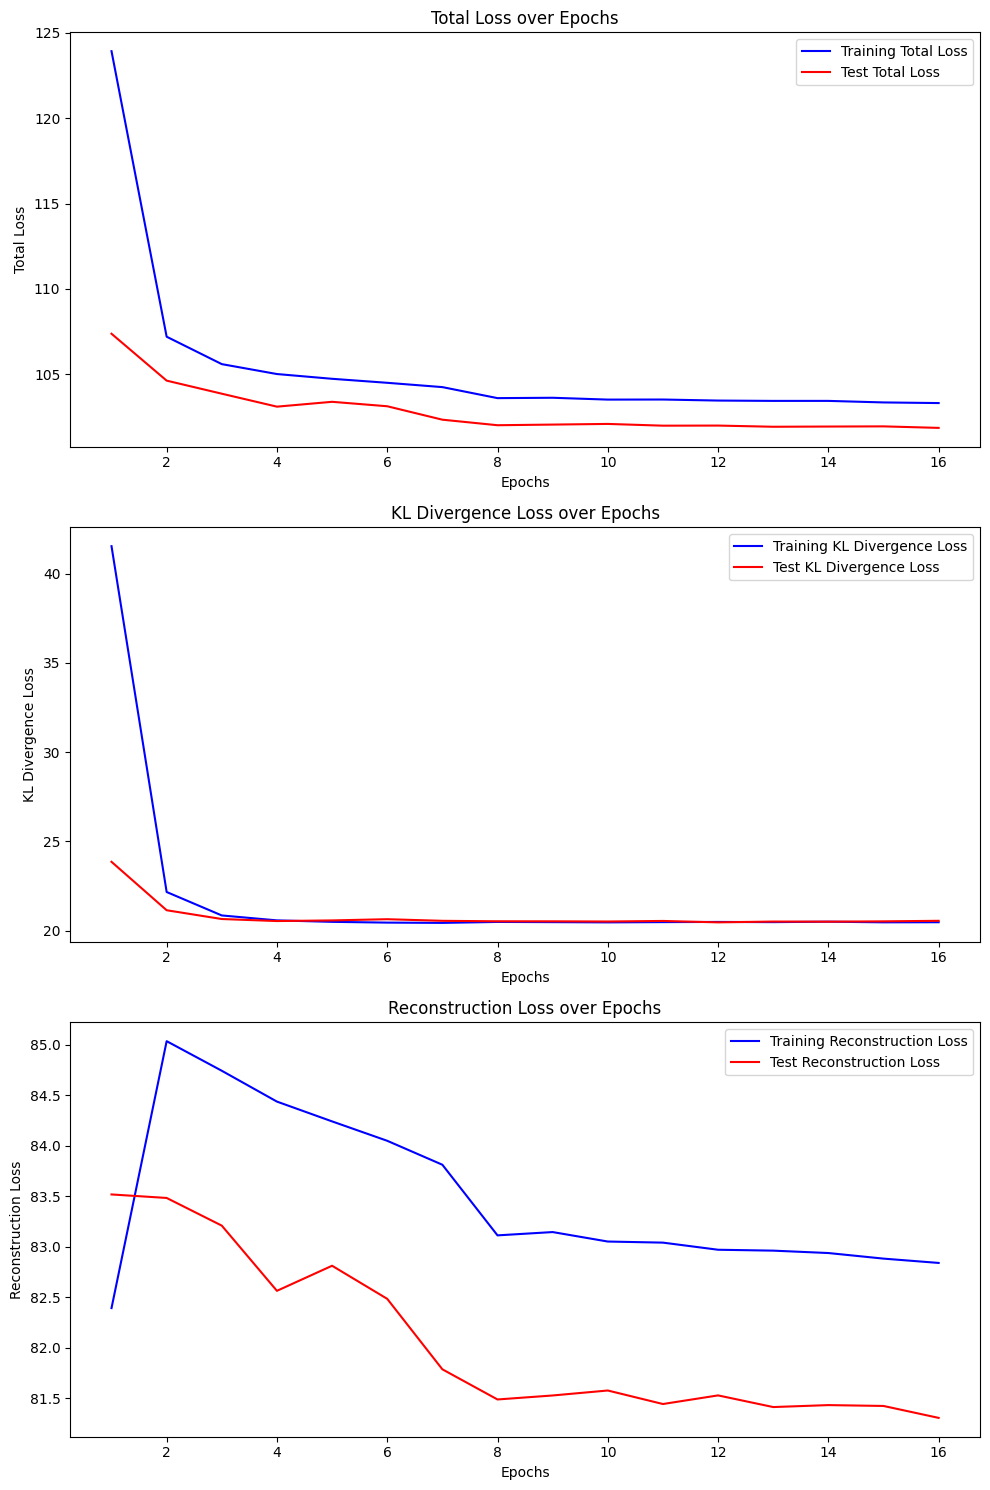 Total Loss over Epochs
Total Loss
125
120
115
110
105
Training Total Loss
Test Total Loss
2 4 6 8 10 12 14 16
Epochs
KL Divergence Loss over Epochs
KL Divergence Loss
40
35
30
25
20
Training KL Divergence Loss
Test KL Divergence Loss
2 4 6 8 10 12 14 16
Epochs
Reconstruction Loss over Epochs
Reconstruction Loss
85.0
84.5
84.0
83.5
83.0
82.5
82.0
81.5
Training Reconstruction Loss
Test Reconstruction Loss
2 4 6 8 10 12 14 16
Epochs